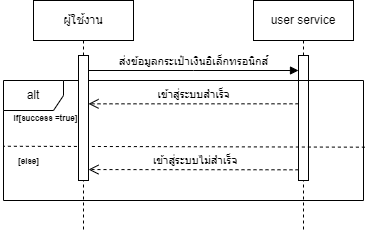 ผู้ใช้งาน
user service
ส่งข้อมูลกระเป๋าเงินอิเล็กทรอนิกส์
alt
เข้าสู่ระบบสำเร็จ
if[success =true]
เข้าสู่ระบบไม่สำเร็จ
[else]